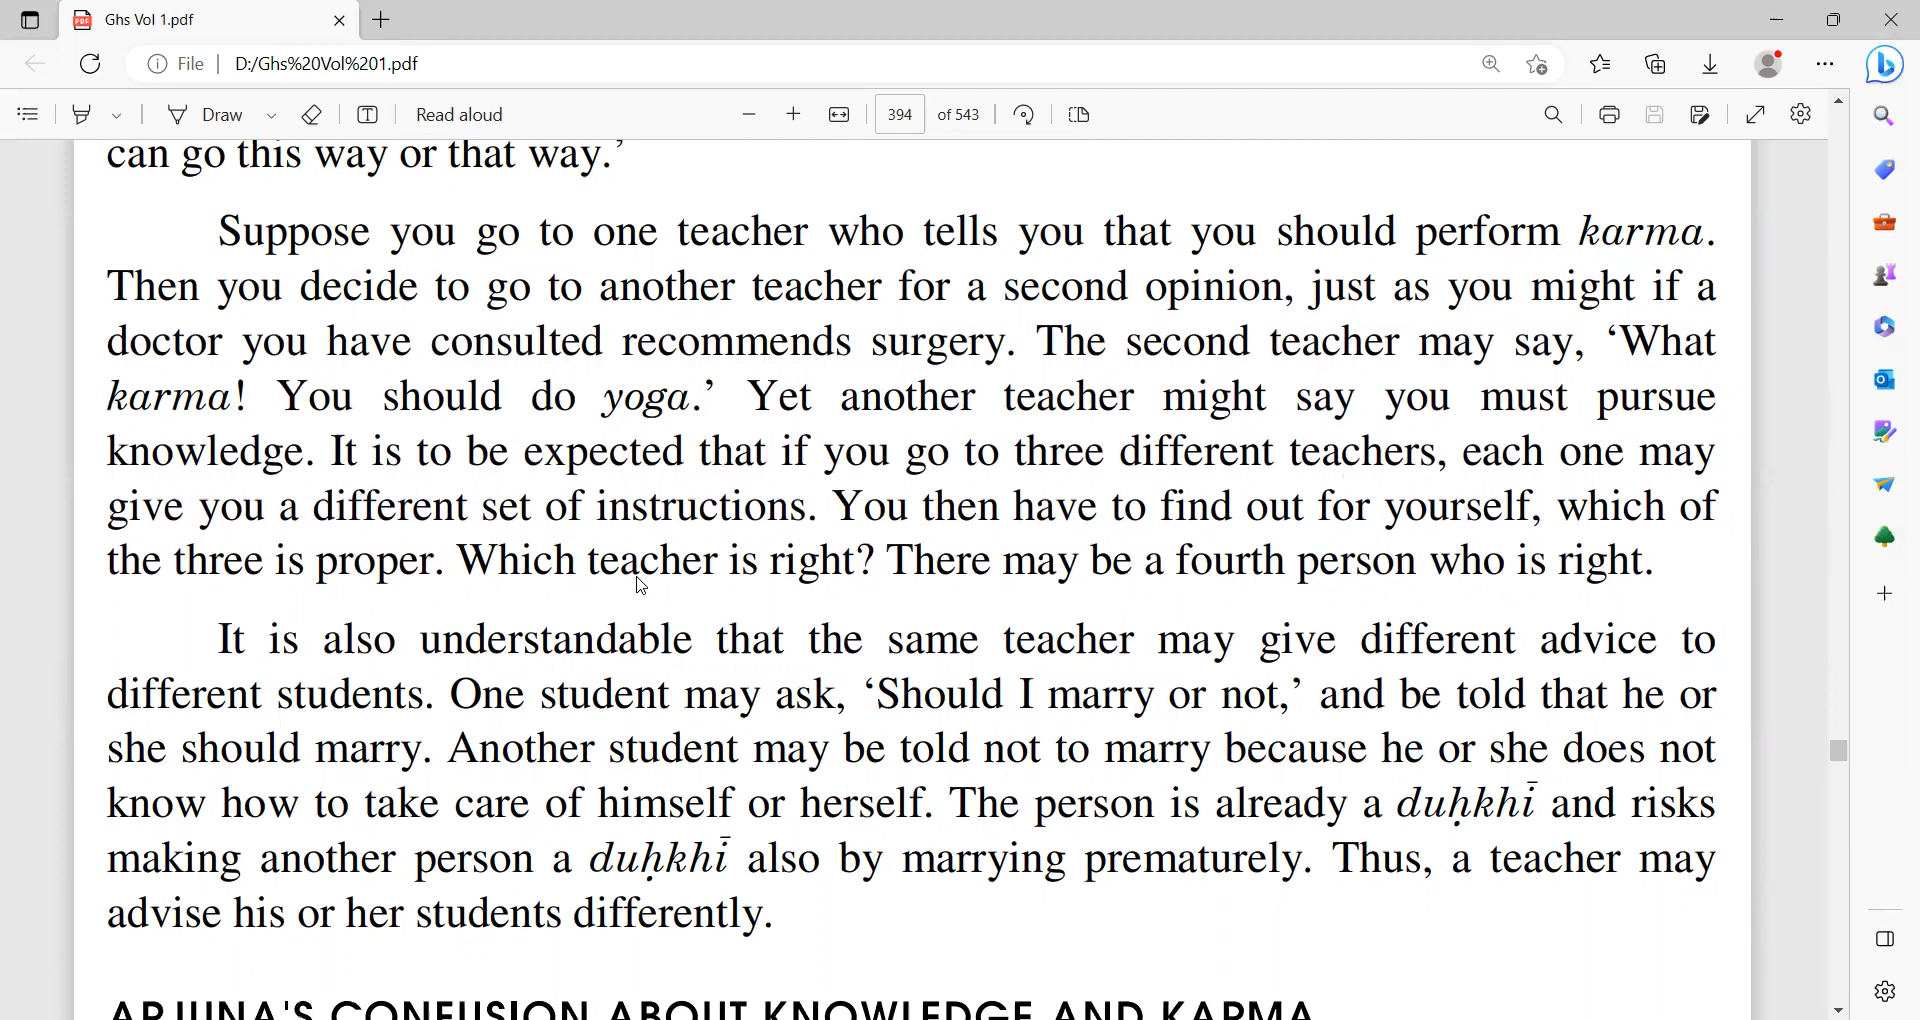 Ghs Vol 1.pdf
File D:/Ghs%20Vol%201.pdf
Draw Read aloud 394 of 543
can go this way or that way.’
Suppose you go to one teacher who tells you that you should perform karma.
Then you decide to go to another teacher for a second opinion, just as you might if a
doctor you have consulted recommends surgery. The second teacher may say, ‘What
karma! You should do yoga.’ Yet another teacher might say you must pursue
knowledge. It is to be expected that if you go to three different teachers, each one may
give you a different set of instructions. You then have to find out for yourself, which of
the three is proper. Which teacher is right? There may be a fourth person who is right.
It is also understandable that the same teacher may give different advice to
different students. One student may ask, ‘Should I marry or not,’ and be told that he or
she should marry. Another student may be told not to marry because he or she does not
know how to take care of himself or herself. The person is already a duḥkhī and risks
making another person a duḥkhī also by marrying prematurely. Thus, a teacher may
advise his or her students differently.
ARJUNA'S CONFUSION ABOUT KNOWLEDGE AND KARMA